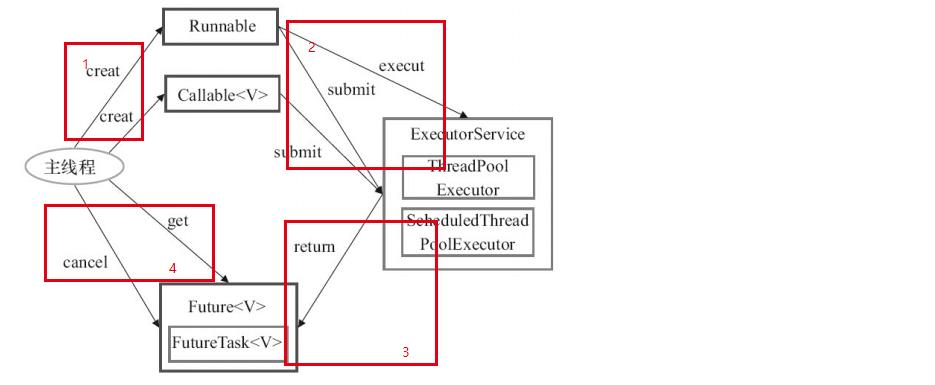 Runnable
2
1
creat
execut
submit
Callable<V>
creat
ExecutorService
submit
主线程
ThreadPool
Executor
get
ScheduledThread
PoolExecutor
return
cancel
4
Future<V>
FutureTask<V>
3